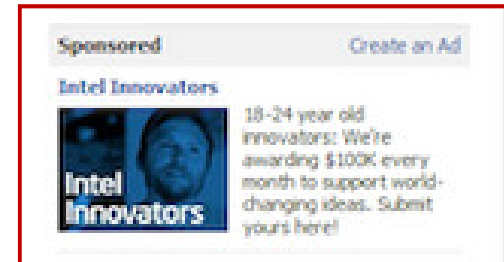 Sponsored Create an Ad
Intel Innovators
18-24 year old
innovators: We're
awarding $100K every
month to support world-
changing ideas. Submit
yours here!
Intel
Innovators